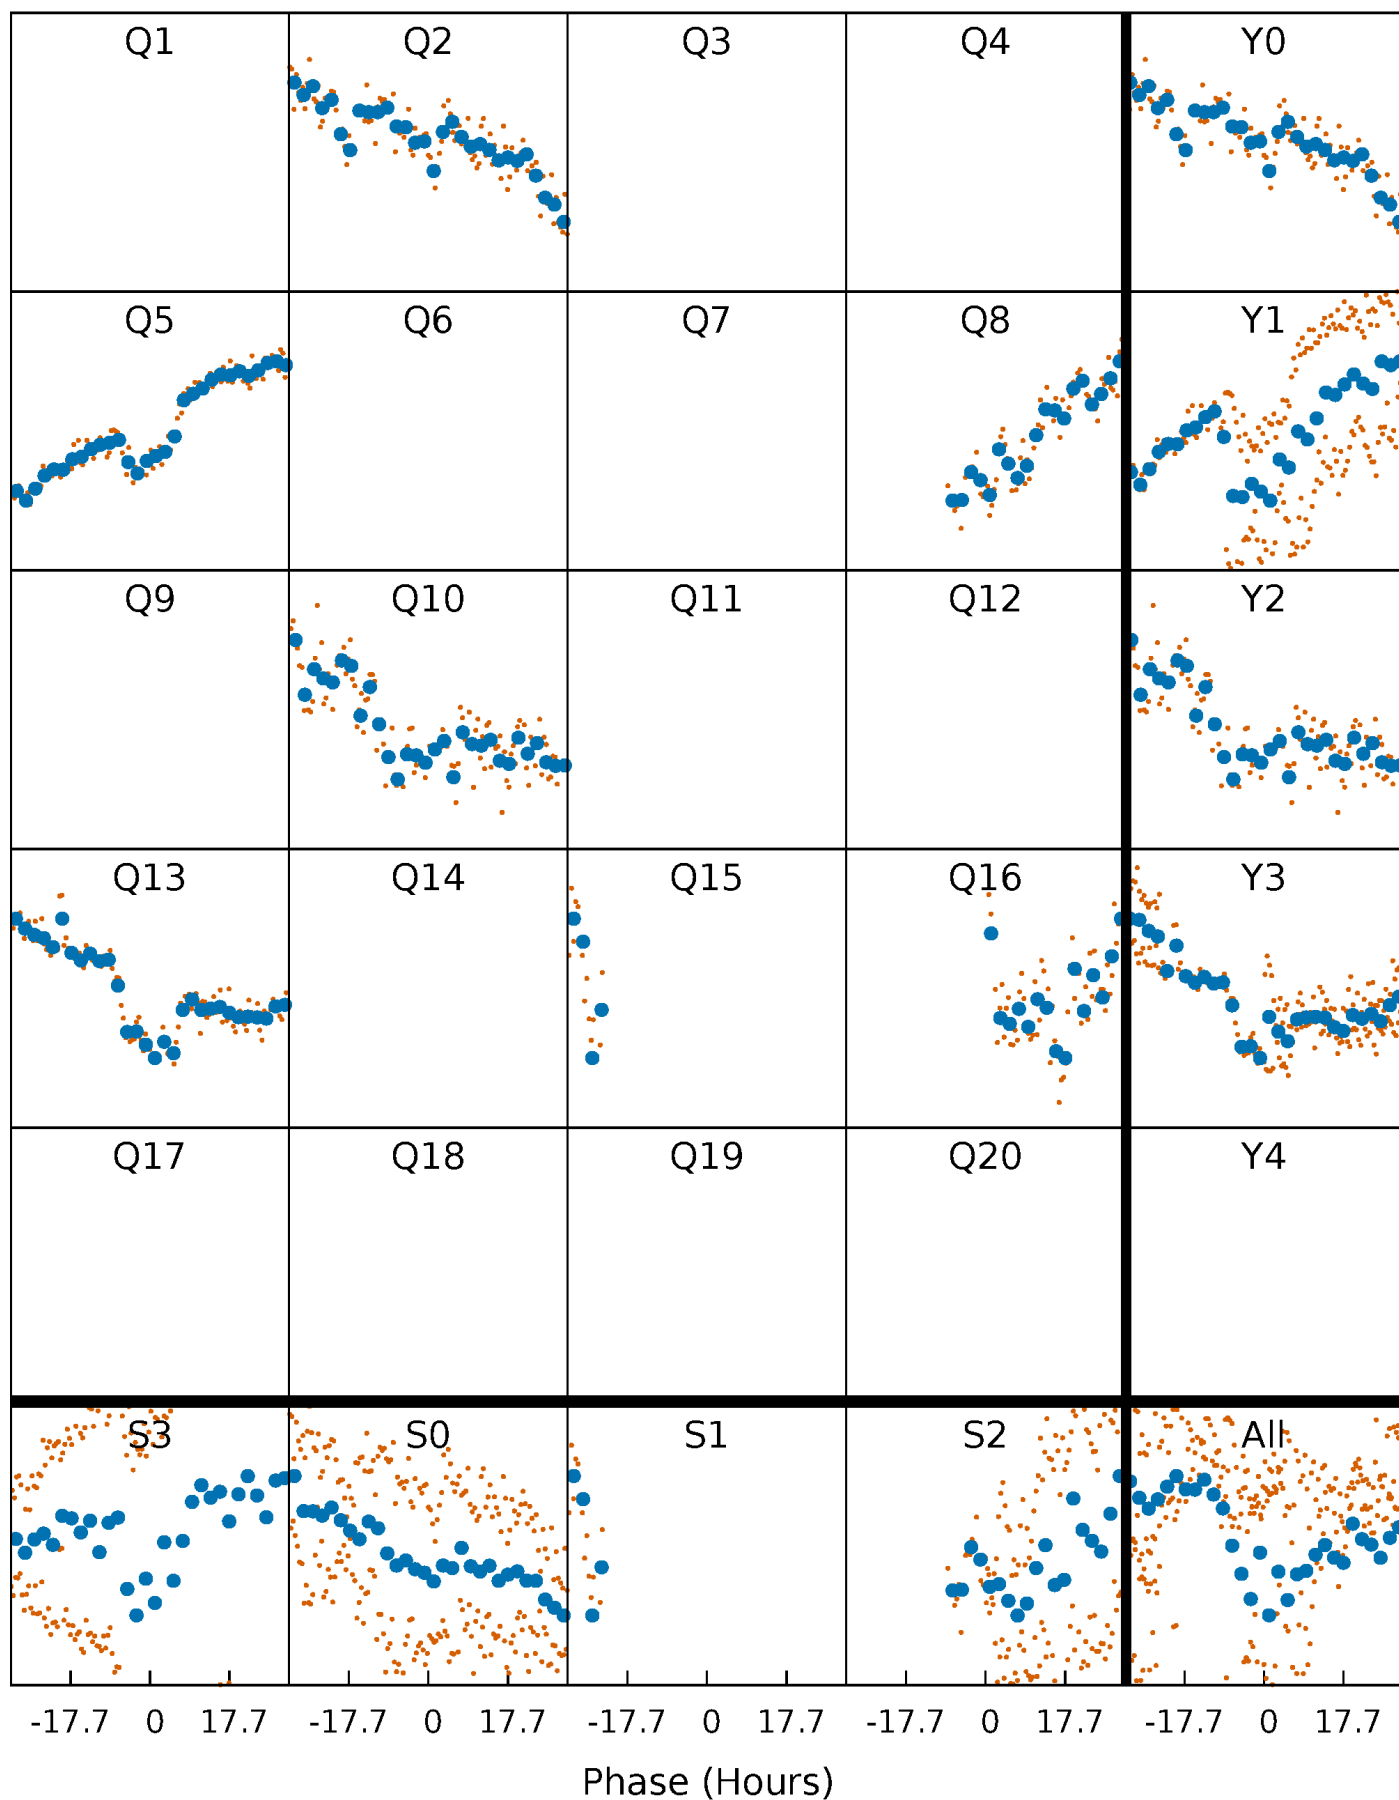 Q1 Q2 Q3 Q4 Y0
Q5 Q6 Q7 Q8 Y1
Q9 Q10 Q11 Q12 Y2
Q13 Q14 Q15 Q16 Y3
Q17 Q18 Q19 Q20 Y4
S3 S0 S1 S2 All
-17.7 0 17.7 -17.7 0 17.7 -17.7 0 17.7 -17.7 0 17.7 -17.7 0 17.7
Phase (Hours)